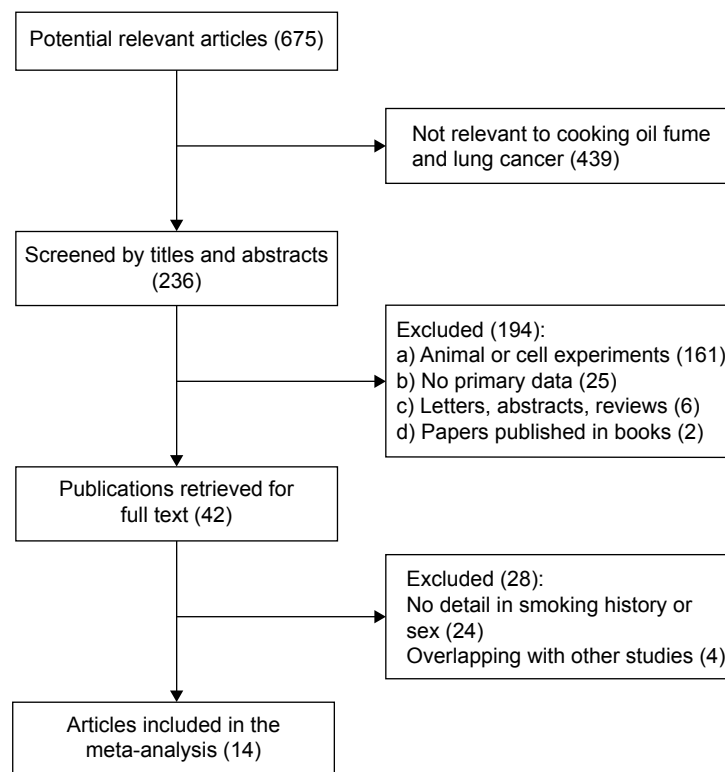 Potential relevant articles (675)
Not relevant to cooking oil fume
and lung cancer (439)
Screened by titles and abstracts
(236)
Excluded (194):
a) Animal or cell experiments (161)
b) No primary data (25)
c) Letters, abstracts, reviews (6)
d) Papers published in books (2)
Publications retrieved for
full text (42)
Excluded (28):
No detail in smoking history or
sex (24)
Overlapping with other studies (4)
Articles included in the
meta-analysis (14)